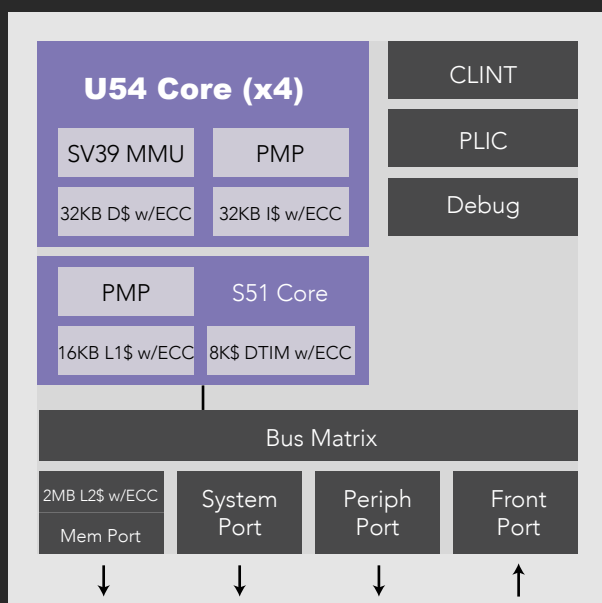 U54 Core (x4)
SV39 MMU
PMP
32KB D$ w/ECC
32KB I$ w/ECC
PMP
S51 Core
16KB L1$ w/ECC
8K$ DTIM w/ECC
CLINT
PLIC
Debug
Bus Matrix
2MB L2$ w/ECC
Mem Port
System
Port
Periph
Port
Front
Port